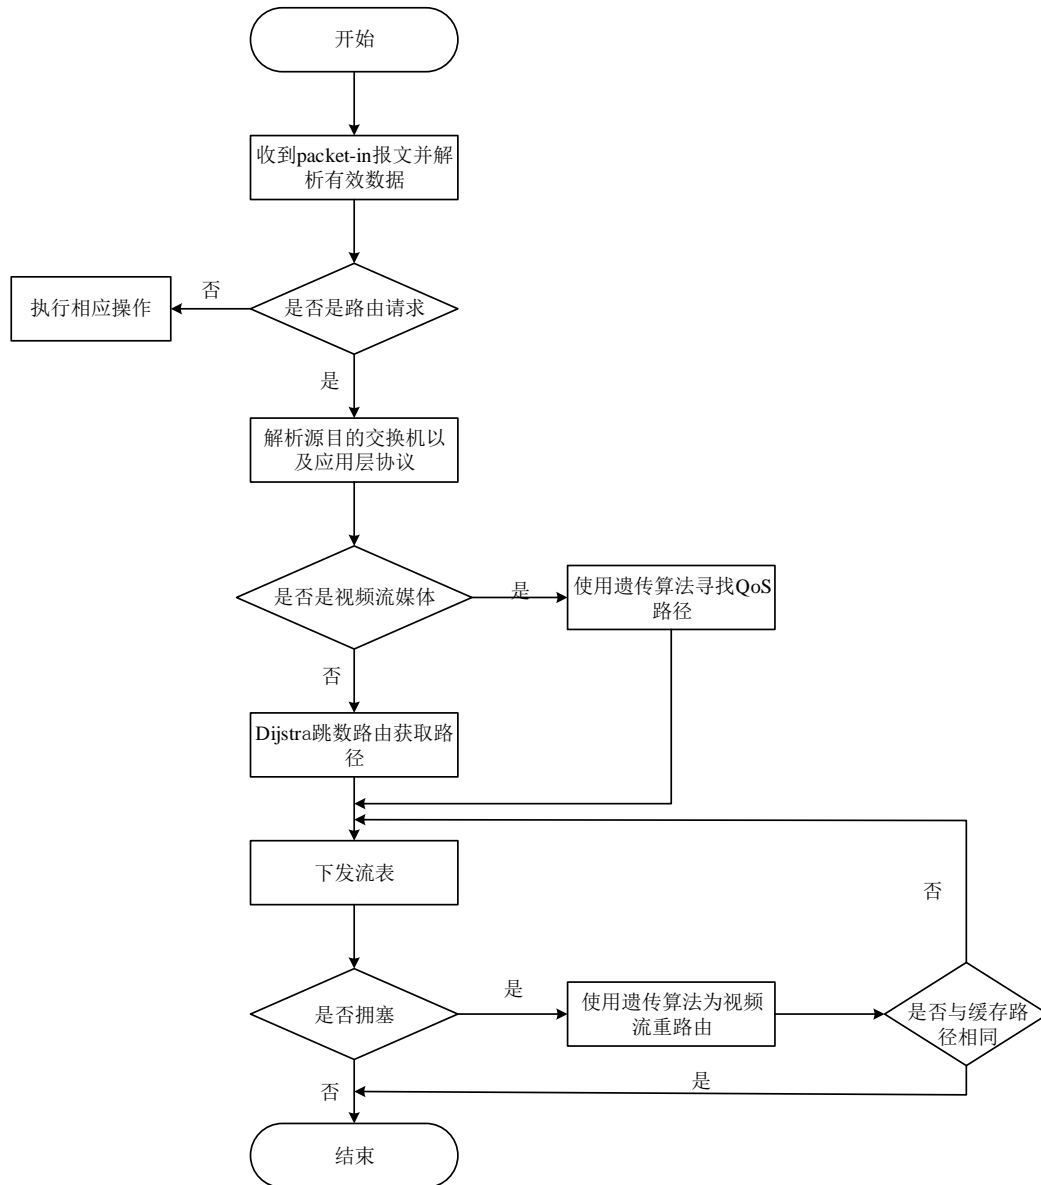 开始
收到packet-in报文并解
析有效数据
否
执行相应操作
是否是路由请求
是
解析源目的交换机以
及应用层协议
是否是视频流媒体
是
使用遗传算法寻找QoS
路径
否
Dijstra跳数路由获取路
径
下发流表
否
是否拥塞
是
使用遗传算法为视频
流重路由
是否与缓存路
径相同
是
否
结束